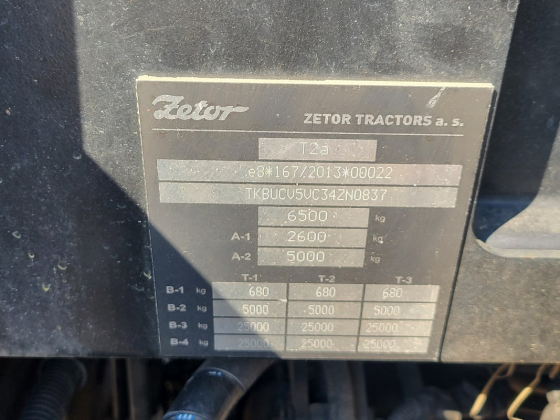 Zetor ZETOR TRACTORS a. s.
T2a
e8*167/2013*00022
TKBUCV5VC34ZN0837
6500 kg
A-1 2600 kg
A-2 5000 kg
T-1 T-2 T-3
B-1 kg 680 680 680
B-2 kg 5000 5000 5000
B-3 kg 25000 25000 25000
B-4 kg 25000 25000 25000